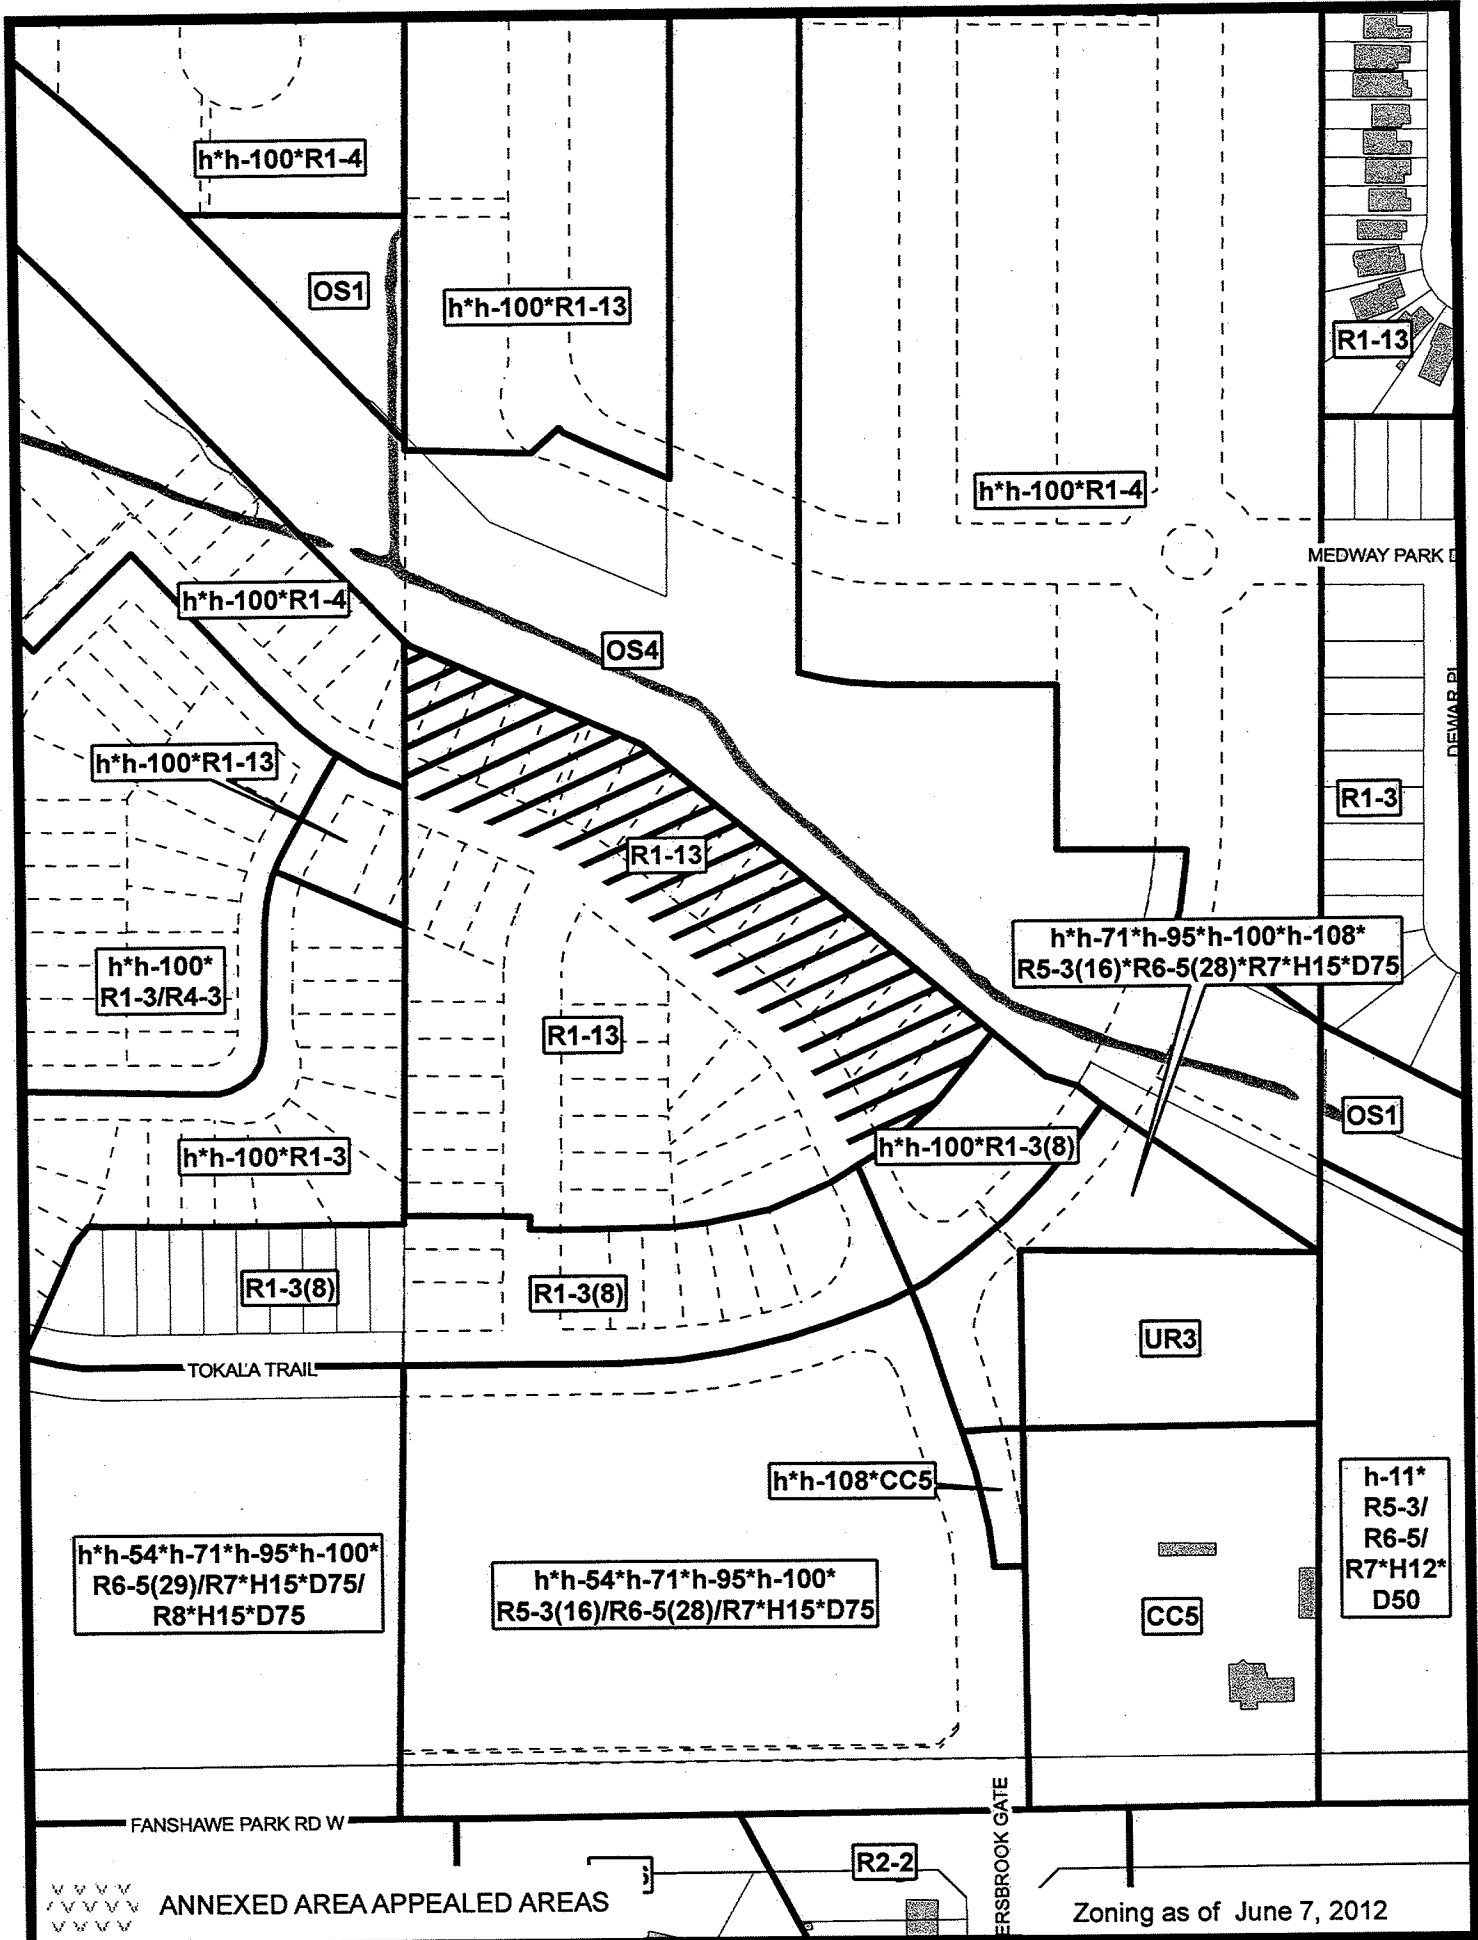 h*h-100*R1-4
OS1
h*h-100*R1-13
R1-13
h*h-100*R1-4
MEDWAY PARK
h*h-100*R1-4
OS4
DEWAR PL
h*h-100*R1-13
R1-3
R1-13
h*h-71*h-95*h-100*h-108*
R5-3(16)*R6-5(28)*R7*H15*D75
h*h-100*
R1-3/R4-3
R1-13
OS1
h*h-100*R1-3(8)
h*h-100*R1-3
R1-3(8)
R1-3(8)
UR3
TOKALA TRAIL
h*h-108*CC5
h-11*
R5-3/
R6-5/
R7*H12*
D50
h*h-54*h-71*h-95*h-100*
R6-5(29)/R7*H15*D75/
R8*H15*D75
h*h-54*h-71*h-95*h-100*
R5-3(16)/R6-5(28)/R7*H15*D75
CC5
FANSHAWE PARK RD W
ERSBROOK GATE
R2-2
ANNEXED AREA APPEALED AREAS
Zoning as of June 7, 2012